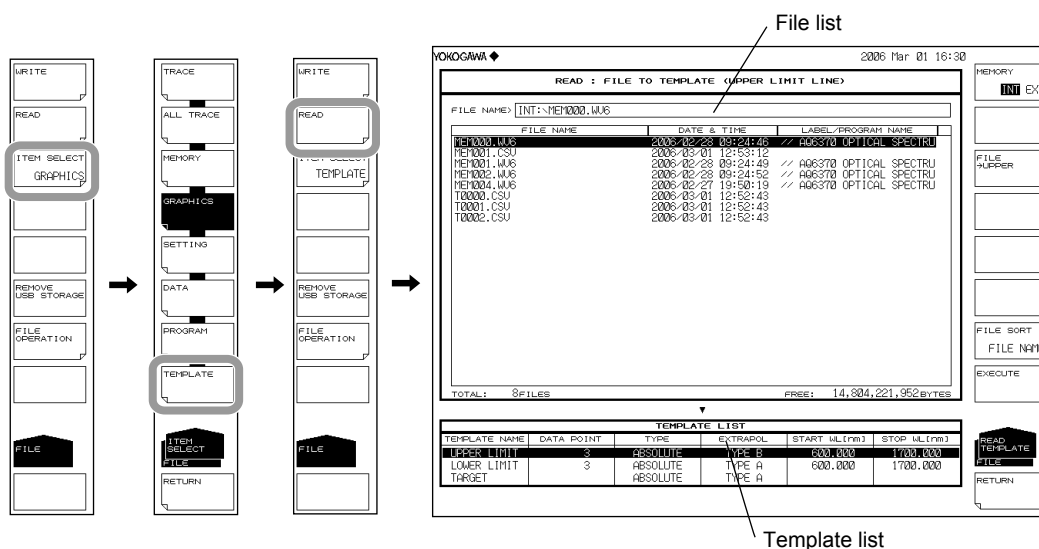 File list
WRITE
READ
ITEM SELECT
GRAPHICS
REMOVE
USB STORAGE
FILE
OPERATION
FILE
TRACE
ALL TRACE
MEMORY
GRAPHICS
SETTING
DATA
PROGRAM
TEMPLATE
ITEM
SELECT
FILE
RETURN
WRITE
READ
ITEM SELECT
TEMPLATE
REMOVE
USB STORAGE
FILE
OPERATION
FILE
YOKOGAWA
2006 Mar 01 16:30
READ : FILE TO TEMPLATE (UPPER LIMIT LINE)
FILE NAME> INT:\MEM000.WV6
FILE NAME DATE & TIME LABEL/PROGRAM NAME
MEM000.WV6 2006/02/28 09:24:46 // AQ6370 OPTICAL SPECTRU
MEM001.CSV 2006/03/01 12:53:12
MEM001.WV6 2006/02/28 09:24:49 // AQ6370 OPTICAL SPECTRU
MEM002.WV6 2006/02/28 09:24:52 // AQ6370 OPTICAL SPECTRU
MEM004.WV6 2006/02/27 19:50:19 // AQ6370 OPTICAL SPECTRU
T0000.CSV 2006/03/01 12:52:43
T0001.CSV 2006/03/01 12:52:43
T0002.CSV 2006/03/01 12:52:43
TOTAL: 8FILES FREE: 14,804,221,952BYTES
TEMPLATE LIST
TEMPLATE NAME DATA POINT TYPE EXTRAPOL START WL[nm] STOP WL[nm]
UPPER LIMIT 3 ABSOLUTE TYPE B 600.000 1700.000
LOWER LIMIT 3 ABSOLUTE TYPE A 600.000 1700.000
TARGET ABSOLUTE TYPE A
MEMORY
INT EX
FILE
→UPPER
FILE SORT
FILE NAM
EXECUTE
READ
TEMPLATE
FILE
RETURN
Template list